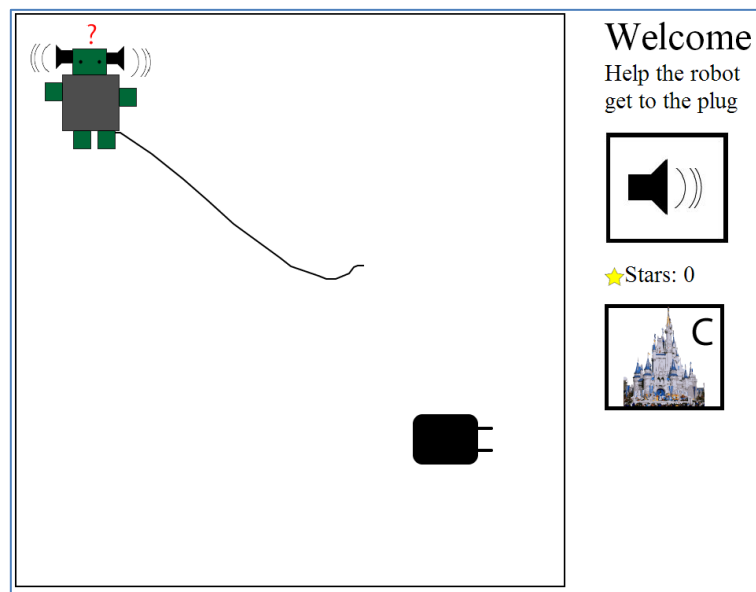 ?
Welcome
Help the robot
get to the plug
Stars: 0
C